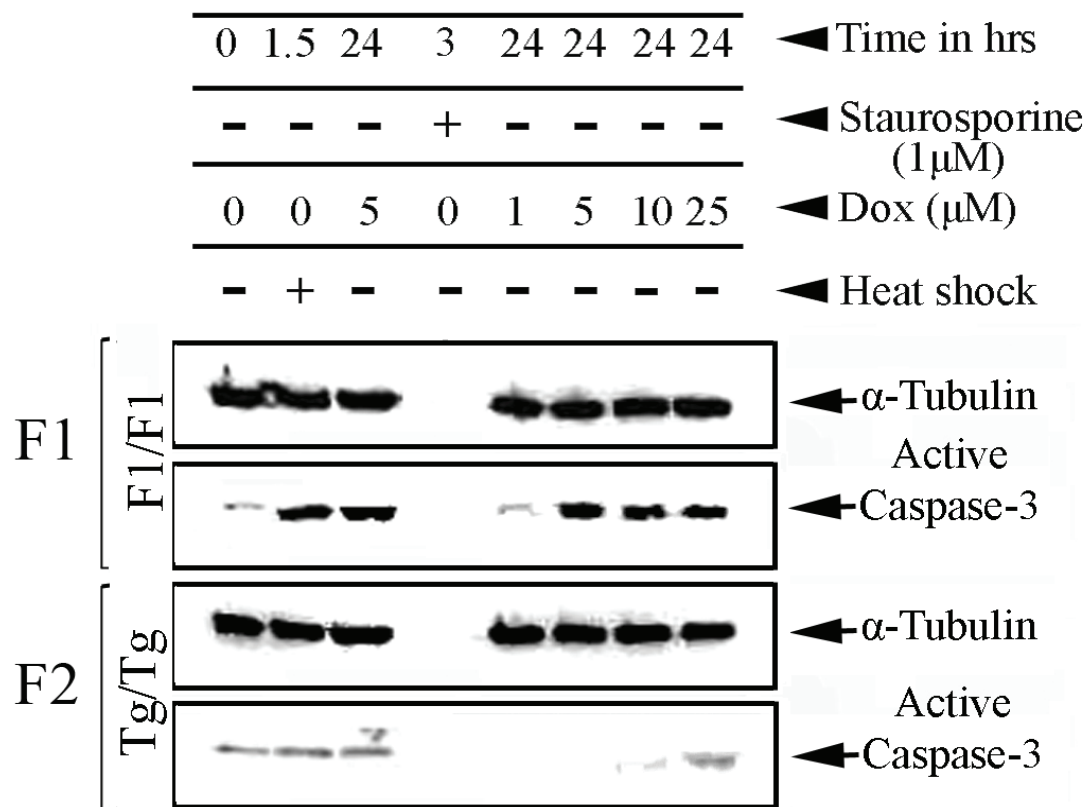 0 1.5 24 3 24 24 24 24 Time in hrs
- - - + - - - - Staurosporine
(1μM)
0 0 5 0 1 5 10 25 Dox (μM)
- + - - - - - - Heat shock
F1
F1/F1
α-Tubulin
Active
Caspase-3
F2
Tg/Tg
α-Tubulin
Active
Caspase-3